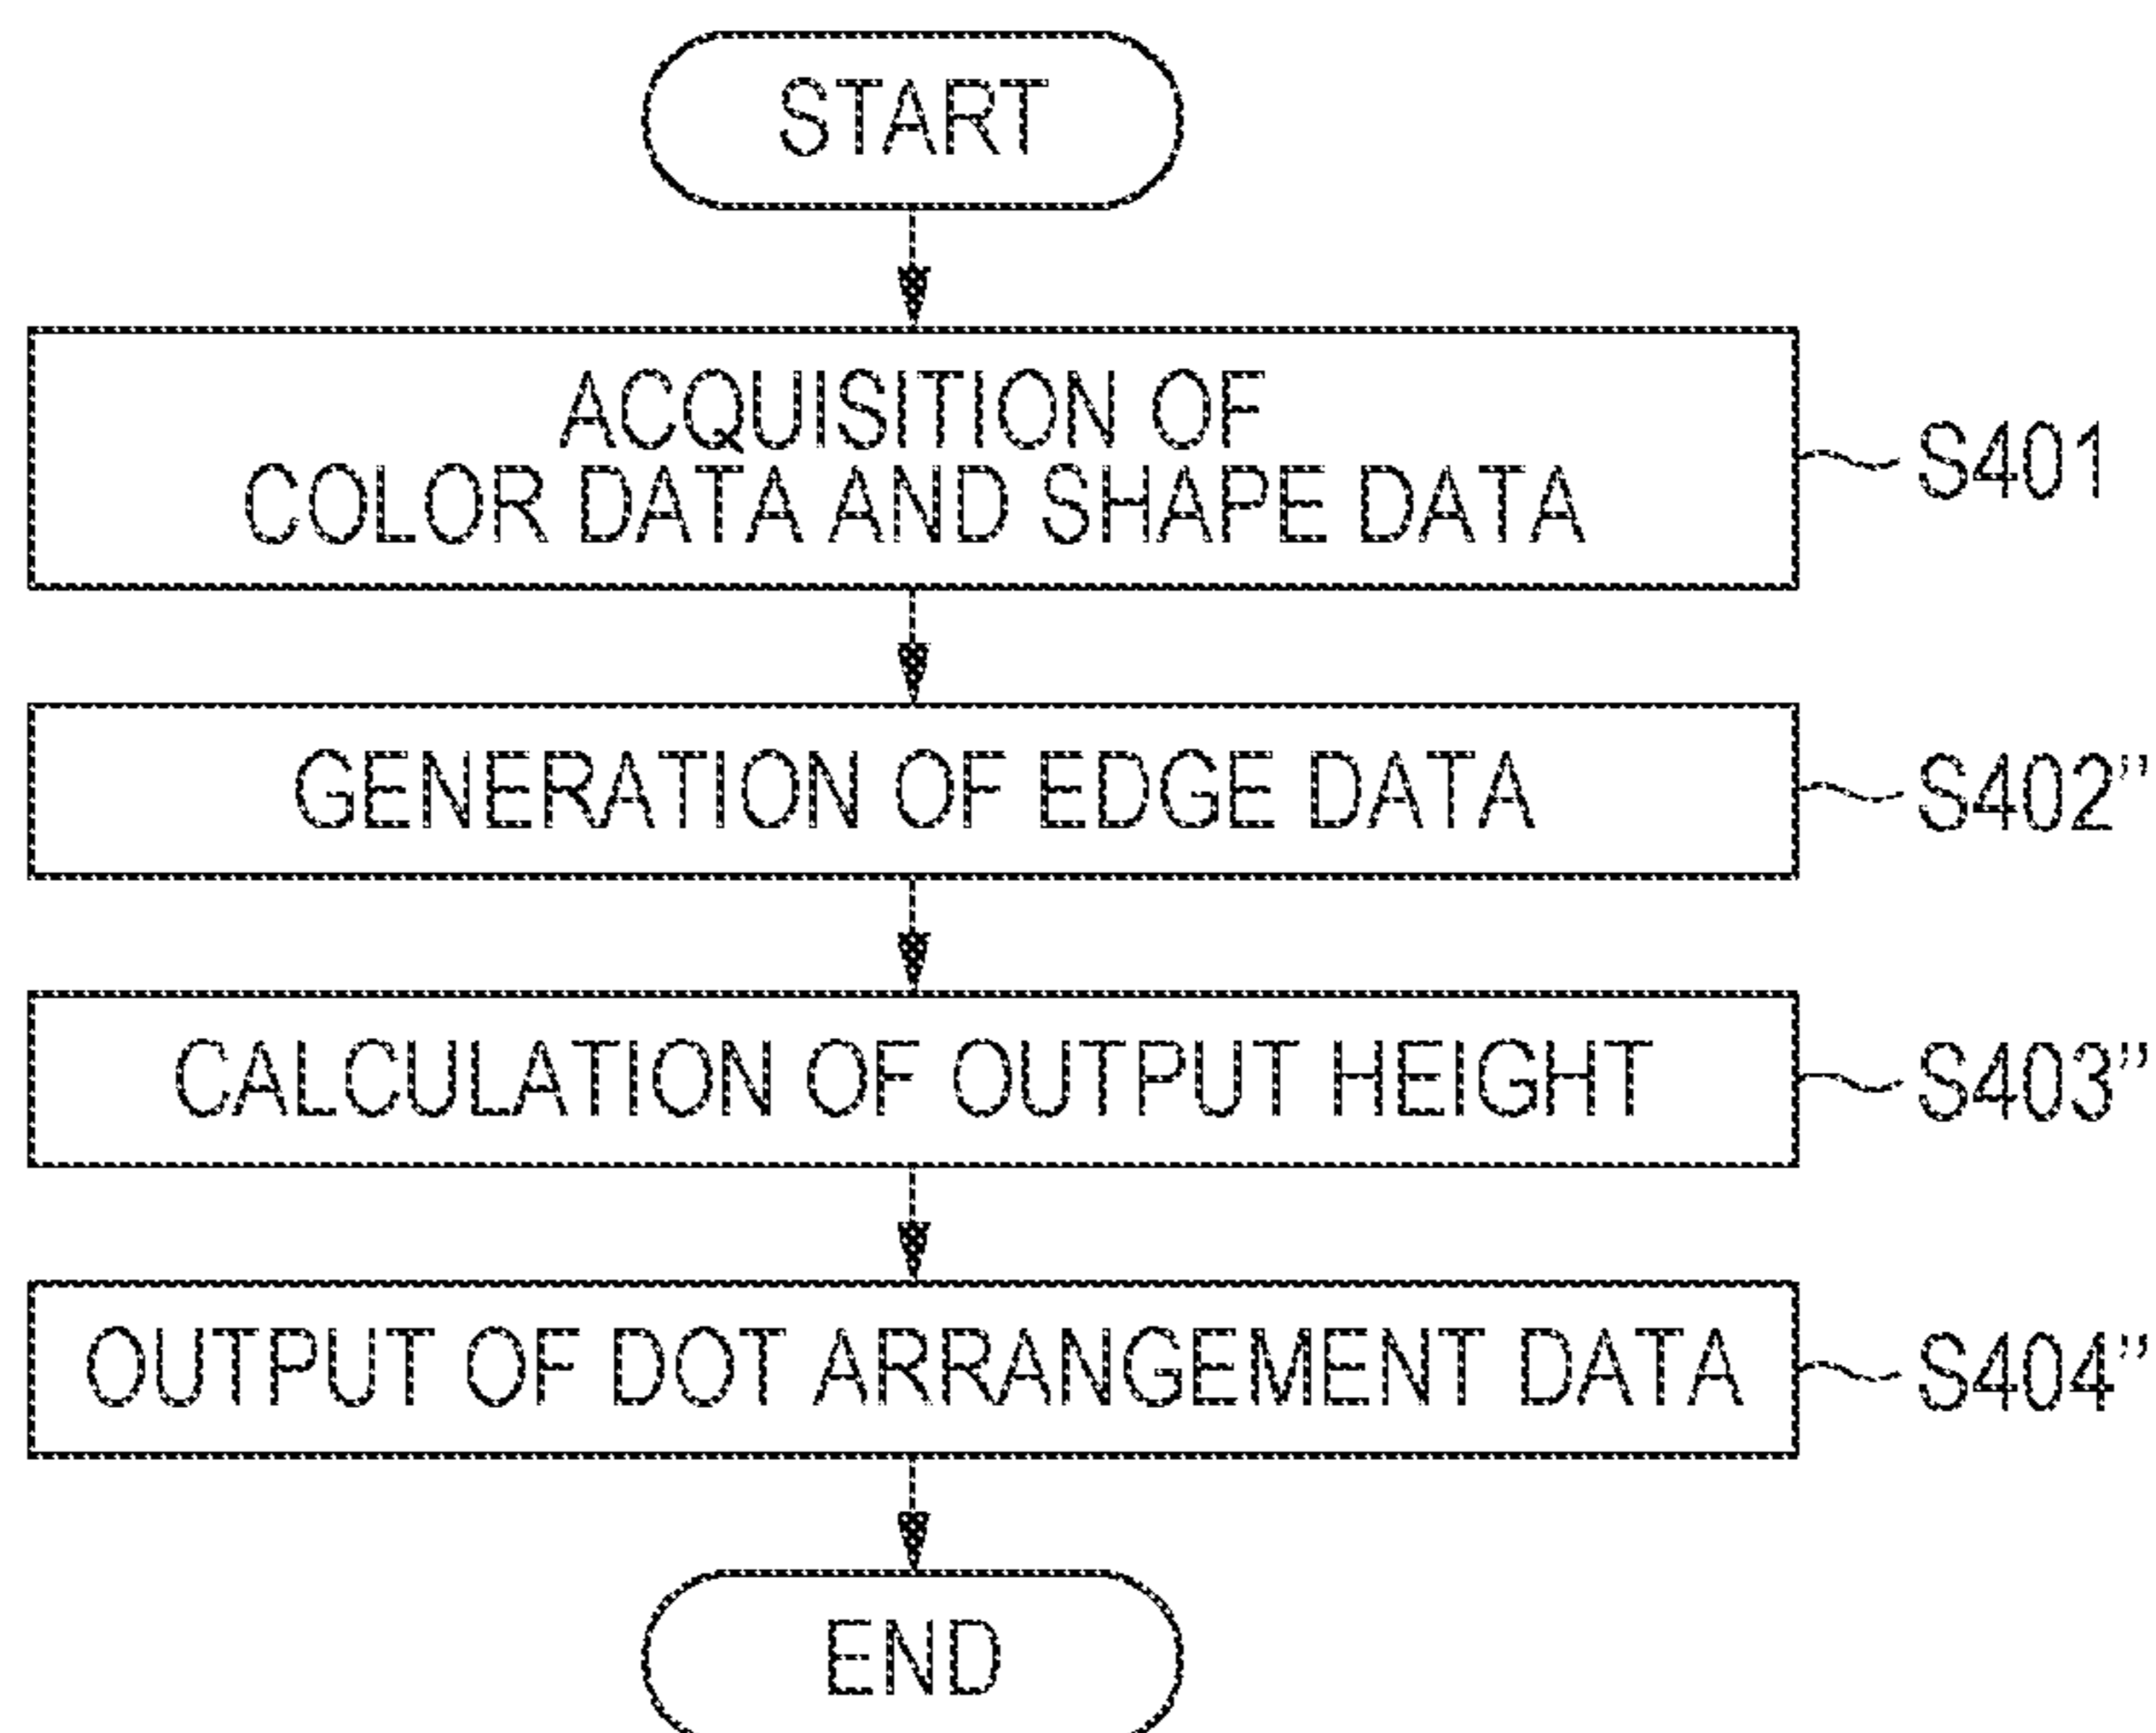 START
ACQUISITION OF
COLOR DATA AND SHAPE DATA
S401
GENERATION OF EDGE DATA
S402”
CALCULATION OF OUTPUT HEIGHT
S403”
OUTPUT OF DOT ARRANGEMENT DATA
S404”
END